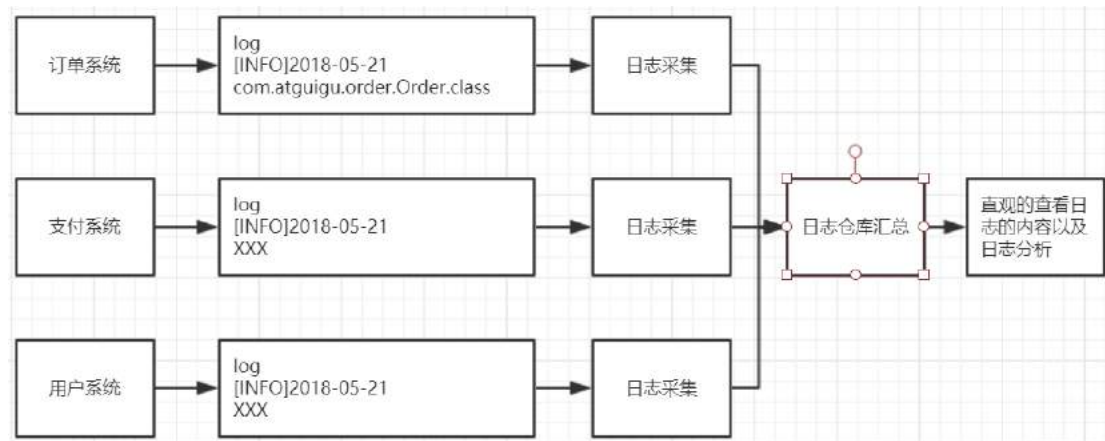 订单系统
log
[INFO]2018-05-21
com.atguigu.order.Order.class
日志采集
支付系统
log
[INFO]2018-05-21
XXX
日志采集
日志仓库汇总
直观的查看日
志的内容以及
日志分析
用户系统
log
[INFO]2018-05-21
XXX
日志采集